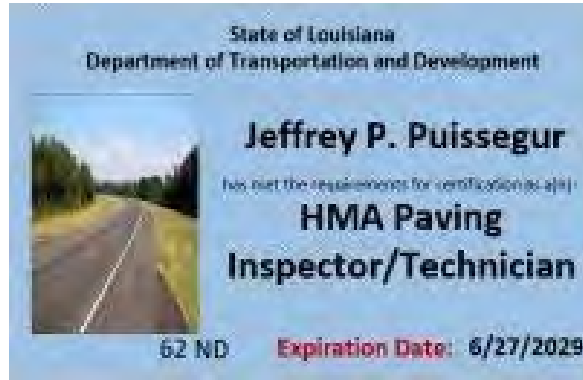 State of Louisiana
Department of Transportation and Development
Jeffrey P. Puissegur
has met the requirements for certification as a(n)
HMA Paving
Inspector/Technician
62 ND Expiration Date: 6/27/2029